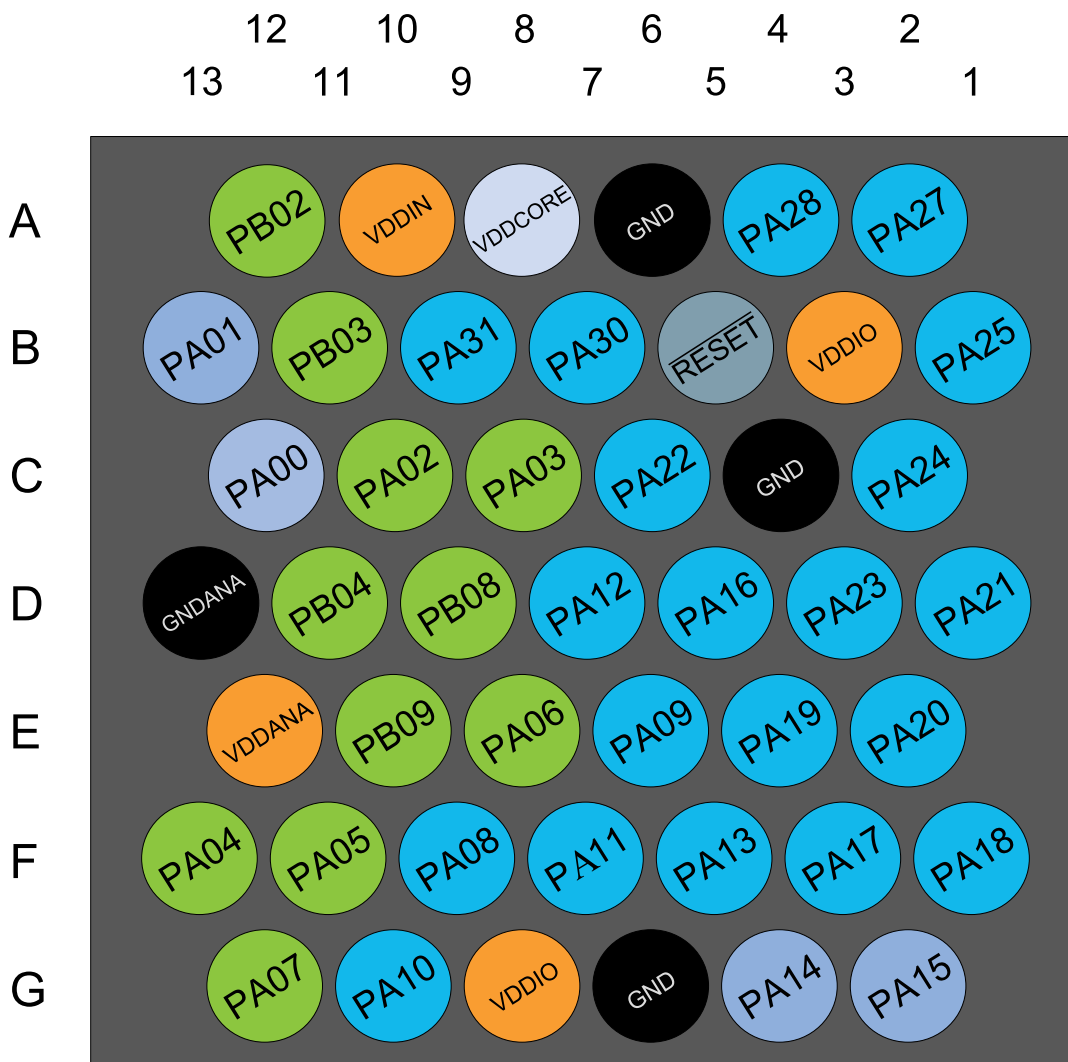 12 10 8 6 4 2
13 11 9 7 5 3 1
A PB02 VDDIN VDDCORE GND PA28 PA27
B PA01 PB03 PA31 PA30 RESET VDDIO PA25
C PA00 PA02 PA03 PA22 GND PA24
D GNDANA PB04 PB08 PA12 PA16 PA23 PA21
E VDDANA PB09 PA06 PA09 PA19 PA20
F PA04 PA05 PA08 PA11 PA13 PA17 PA18
G PA07 PA10 VDDIO GND PA14 PA15